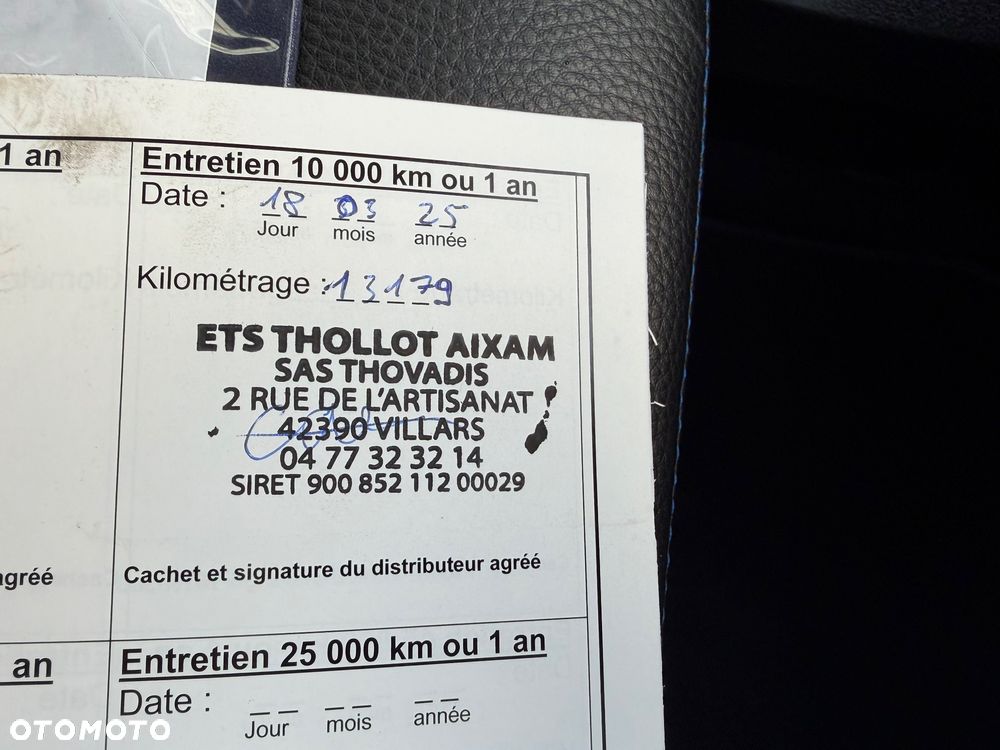 1 an
Entretien 10 000 km ou 1 an
Date : 18 03 25
Jour mois année
Kilométrage : 13179
ETS THOLLOT AIXAM
SAS THOVADIS
2 RUE DE L'ARTISANAT
42390 VILLARS
04 77 32 32 14
SIRET 900 852 112 00029
agréé
Cachet et signature du distributeur agréé
an
Entretien 25 000 km ou 1 an
Date :
Jour mois année
OTOMOTO